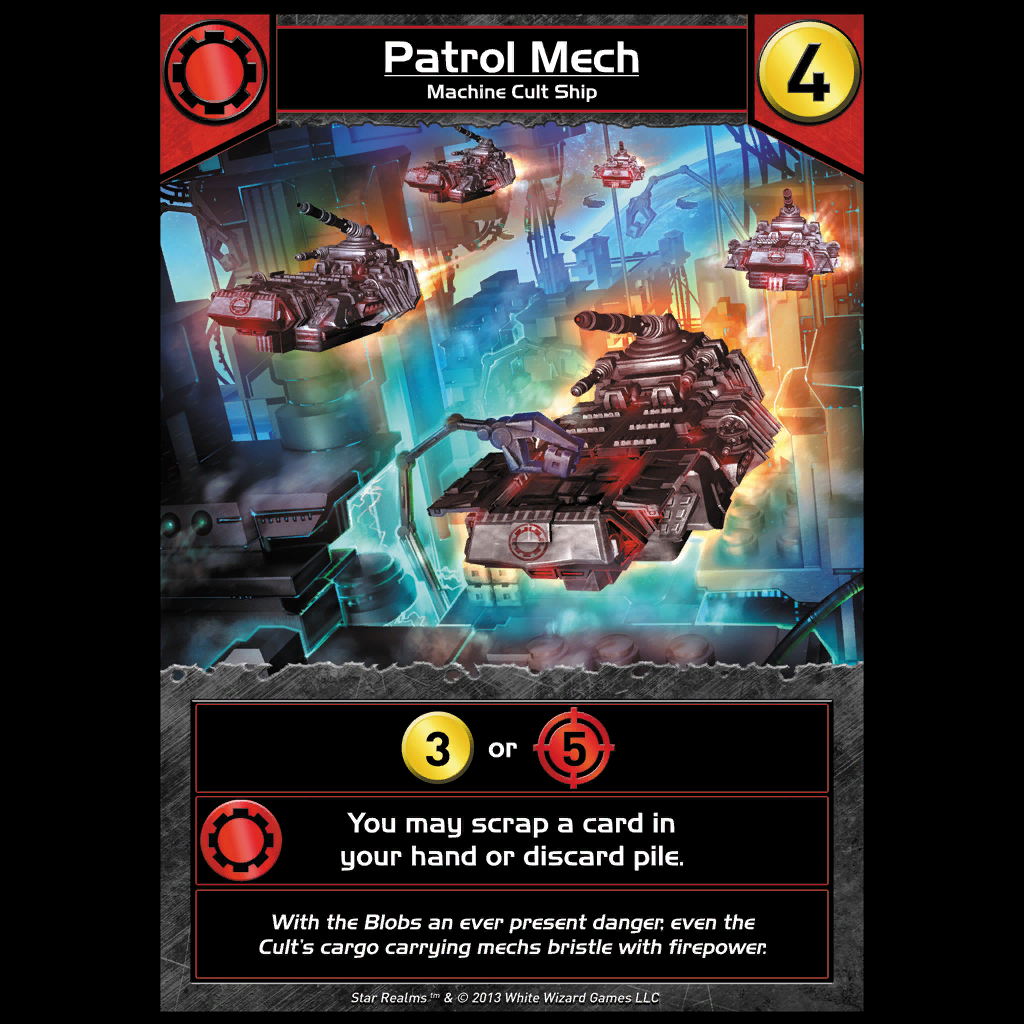 Patrol Mech
4
Machine Cult Ship
3 or 5
You may scrap a card in
your hand or discard pile.
With the Blobs an ever present danger, even the
Cult's cargo carrying mechs bristle with firepower.
Star Realms™ & © 2013 White Wizard Games LLC